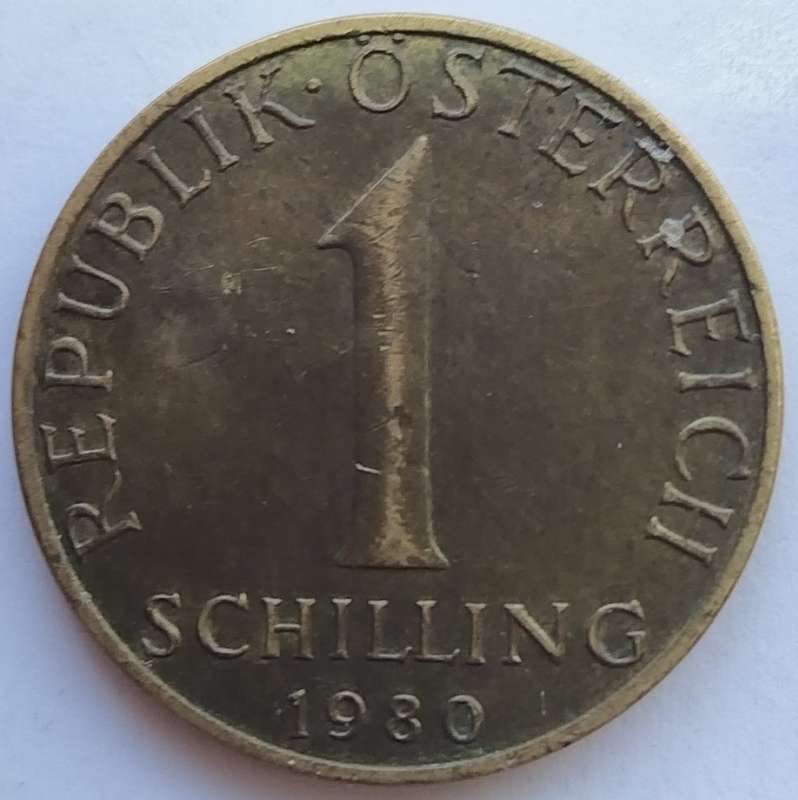 REPUBLIK · ÖSTERREICH
1
SCHILLING
1980